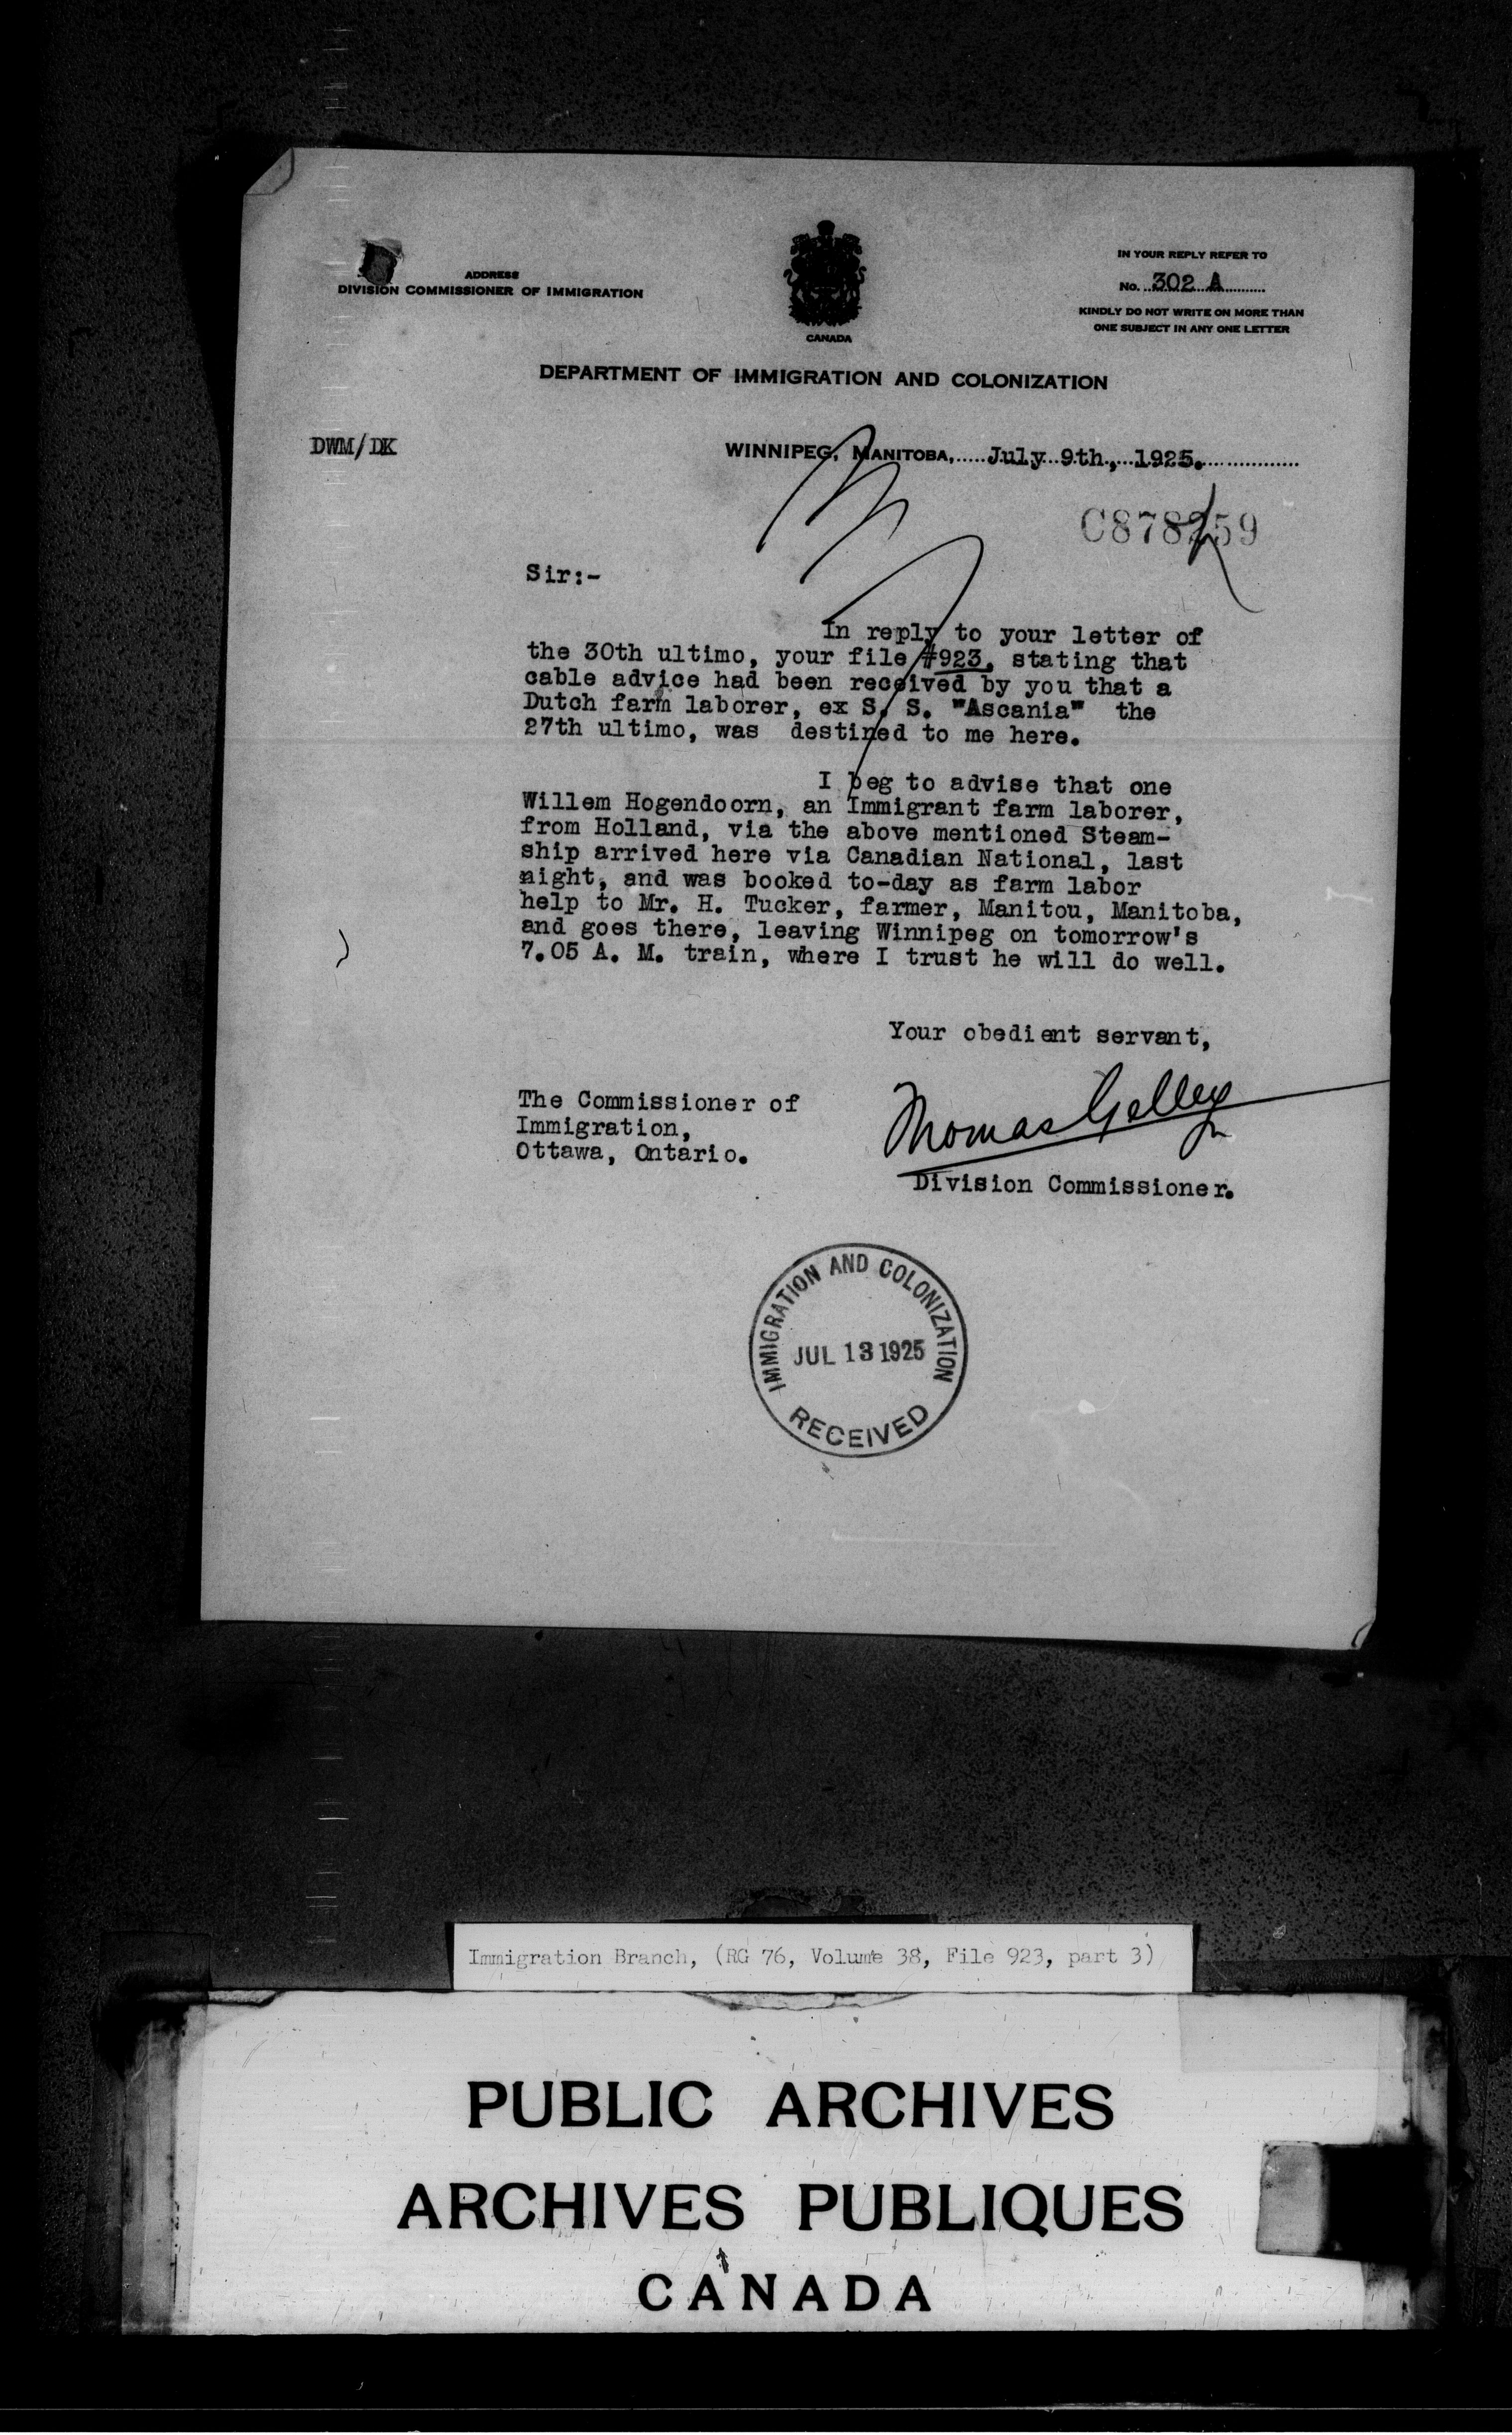 ADDRESS
DIVISION COMMISSIONER OF IMMIGRATION
CANADA
IN YOUR REPLY REFER TO
No. 302 A
KINDLY DO NOT WRITE ON MORE THAN
ONE SUBJECT IN ANY ONE LETTER
DEPARTMENT OF IMMIGRATION AND COLONIZATION
DWM/DK
WINNIPEG, MANITOBA, July 9th., 1925.
C878259
Sir:-
In reply to your letter of
the 30th ultimo, your file #923, stating that
cable advice had been received by you that a
Dutch farm laborer, ex S. S. "Ascania" the
27th ultimo, was destined to me here.
I beg to advise that one
Willem Hogendoorn, an Immigrant farm laborer,
from Holland, via the above mentioned Steam-
ship arrived here via Canadian National, last
night, and was booked to-day as farm labor
help to Mr. H. Tucker, farmer, Manitou, Manitoba,
and goes there, leaving Winnipeg on tomorrow's
7.05 A. M. train, where I trust he will do well.
Your obedient servant,
Thomas Gelley
Division Commissioner.
The Commissioner of
Immigration,
Ottawa, Ontario.
IMMIGRATION AND COLONIZATION
JUL 13 1925
RECEIVED
Immigration Branch, (RG 76, Volume 38, File 923, part 3)
PUBLIC ARCHIVES
ARCHIVES PUBLIQUES
CANADA